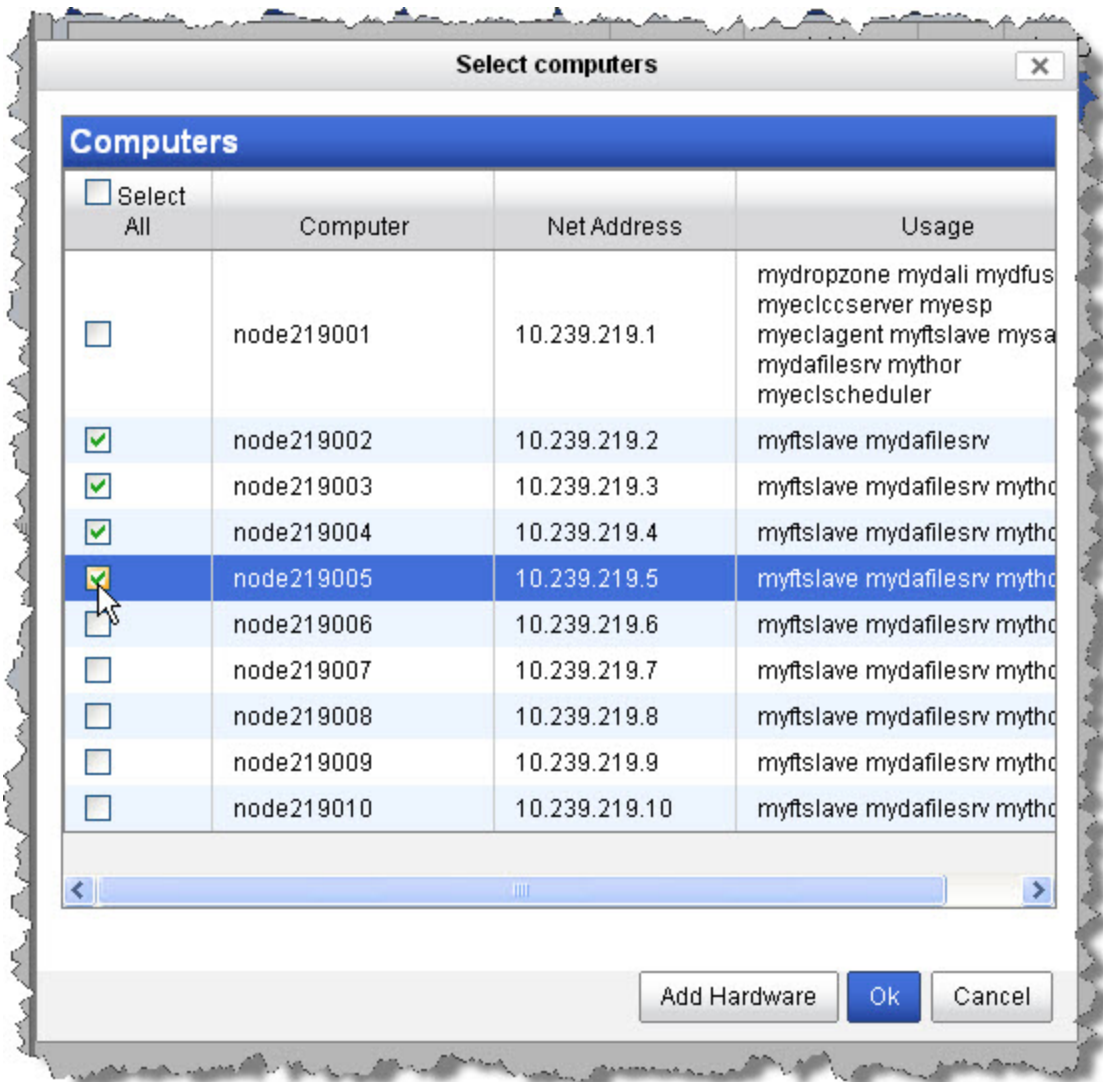 Select computers
Computers
Select
All
Computer
Net Address
Usage
node219001
10.239.219.1
mydropzone mydali mydfus
myeclccserver myesp
myeclagent myftslave mysa
mydafilesrv mythor
myeclscheduler
node219002 10.239.219.2 myftslave mydafilesrv
node219003 10.239.219.3 myftslave mydafilesrv mytho
node219004 10.239.219.4 myftslave mydafilesrv mytho
node219005 10.239.219.5 myftslave mydafilesrv mytho
node219006 10.239.219.6 myftslave mydafilesrv mytho
node219007 10.239.219.7 myftslave mydafilesrv mytho
node219008 10.239.219.8 myftslave mydafilesrv mytho
node219009 10.239.219.9 myftslave mydafilesrv mytho
node219010 10.239.219.10 myftslave mydafilesrv mytho
Add Hardware Ok Cancel